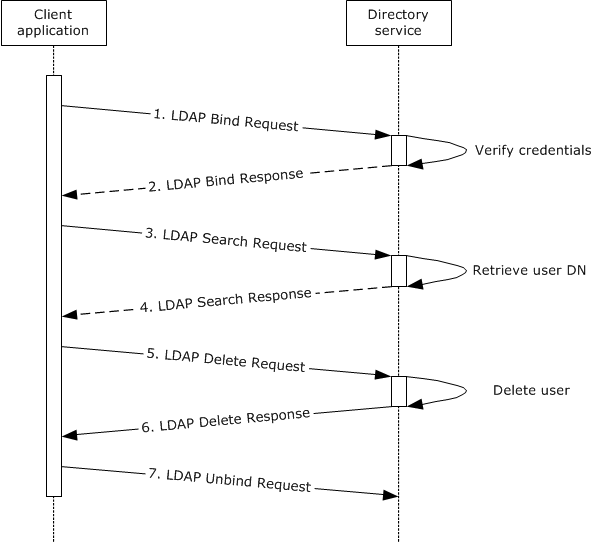 Client
application
Directory
service
1. LDAP Bind Request
Verify credentials
2. LDAP Bind Response
3. LDAP Search Request
Retrieve user DN
4. LDAP Search Response
5. LDAP Delete Request
Delete user
6. LDAP Delete Response
7. LDAP Unbind Request